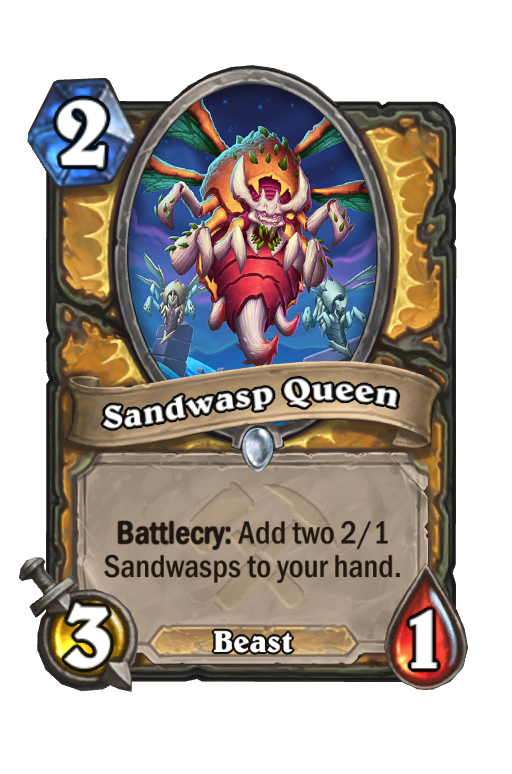 2
Sandwasp Queen
Battlecry: Add two 2/1
Sandwasps to your hand.
3
Beast
1